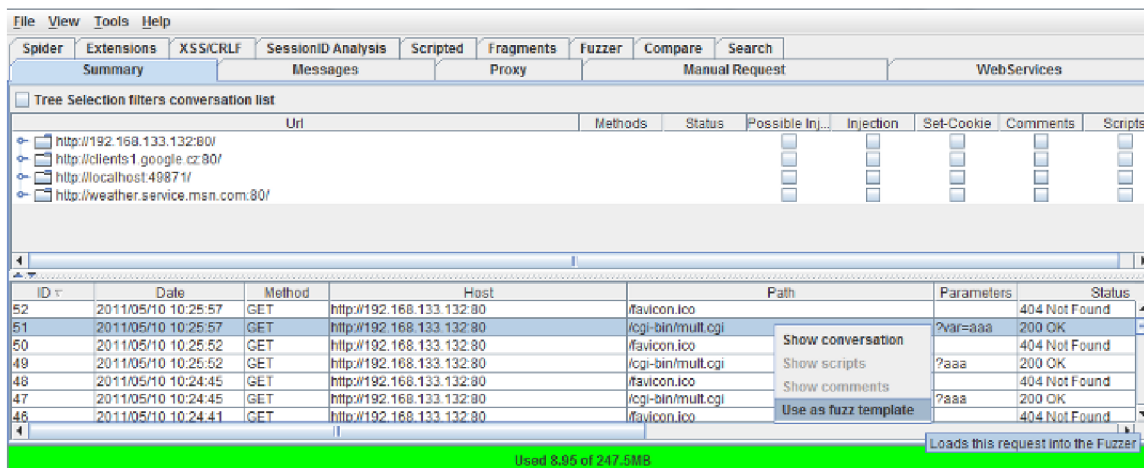 File View Tools Help
Spider Extensions XSS/CRLF SessionID Analysis Scripted Fragments Fuzzer Compare Search
Summary Messages Proxy Manual Request WebServices
Tree Selection filters conversation list
Url Methods Status Possible Inj... Injection Set-Cookie Comments Scripts
http://192.168.133.132:80/
http://clients1.google.cz:80/
http://localhost:49871/
http://weather.service.msn.com:80/
ID Date Method Host Path Parameters Status
52 2011/05/10 10:25:57 GET http://192.168.133.132:80 /favicon.ico 404 Not Found
51 2011/05/10 10:25:57 GET http://192.168.133.132:80 /cgi-bin/mult.cgi ?var=aaa 200 OK
50 2011/05/10 10:25:52 GET http://192.168.133.132:80 /favicon.ico 404 Not Found
49 2011/05/10 10:25:52 GET http://192.168.133.132:80 /cgi-bin/mult.cgi ?aaa 200 OK
48 2011/05/10 10:24:45 GET http://192.168.133.132:80 /favicon.ico 404 Not Found
47 2011/05/10 10:24:45 GET http://192.168.133.132:80 /cgi-bin/mult.cgi ?aaa 200 OK
46 2011/05/10 10:24:41 GET http://192.168.133.132:80 /favicon.ico 404 Not Found
Show conversation
Show scripts
Show comments
Use as fuzz template
Loads this request into the Fuzzer
Used 8.95 of 247.5MB